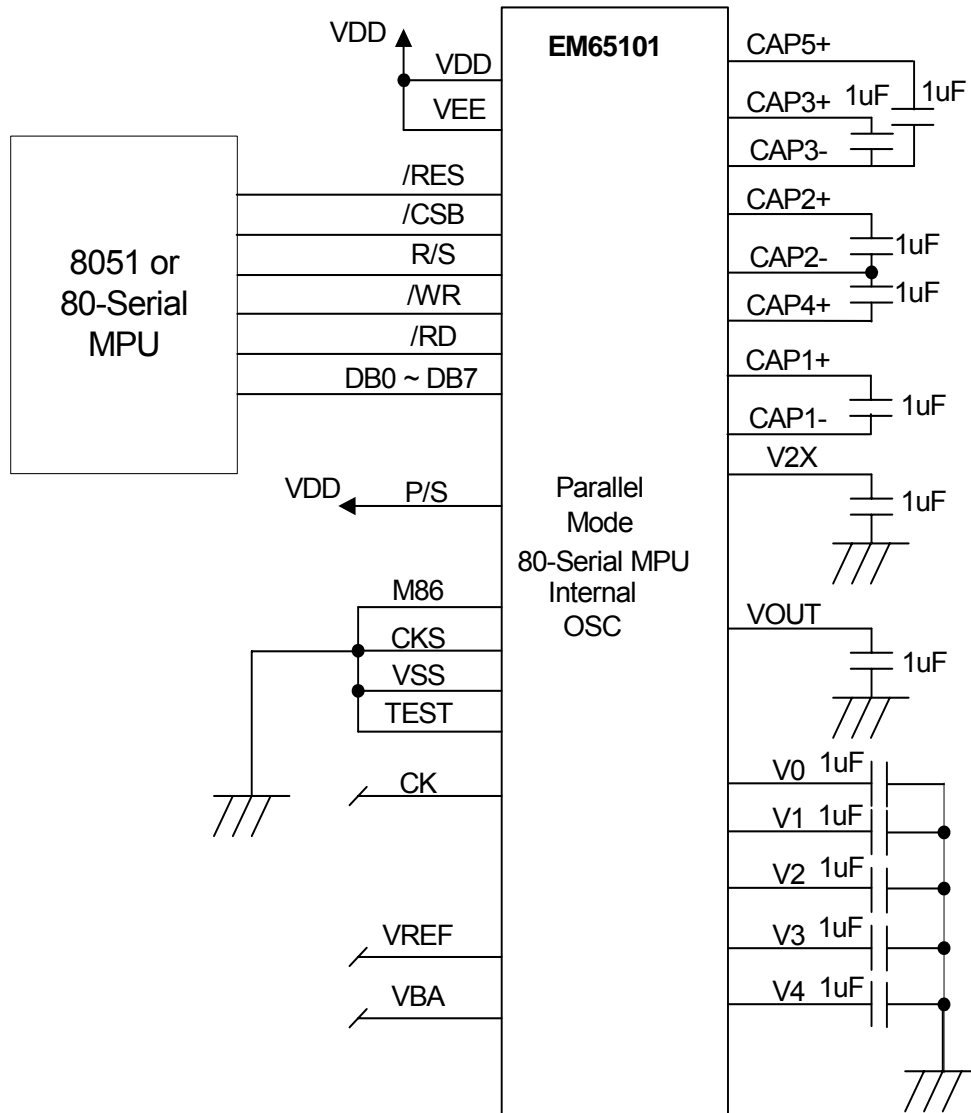 VDD
VDD
VEE
EM65101
CAP5+
CAP3+
1uF
1uF
CAP3-
/RES
/CSB
R/S
/WR
/RD
DB0 ~ DB7
8051 or
80-Serial
MPU
CAP2+
1uF
CAP2-
1uF
CAP4+
CAP1+
1uF
CAP1-
V2X
1uF
VDD
P/S
Parallel
Mode
80-Serial MPU
Internal
OSC
M86
CKS
VSS
TEST
VOUT
1uF
CK
V0
1uF
V1
1uF
V2
1uF
VREF
V3
1uF
VBA
V4
1uF